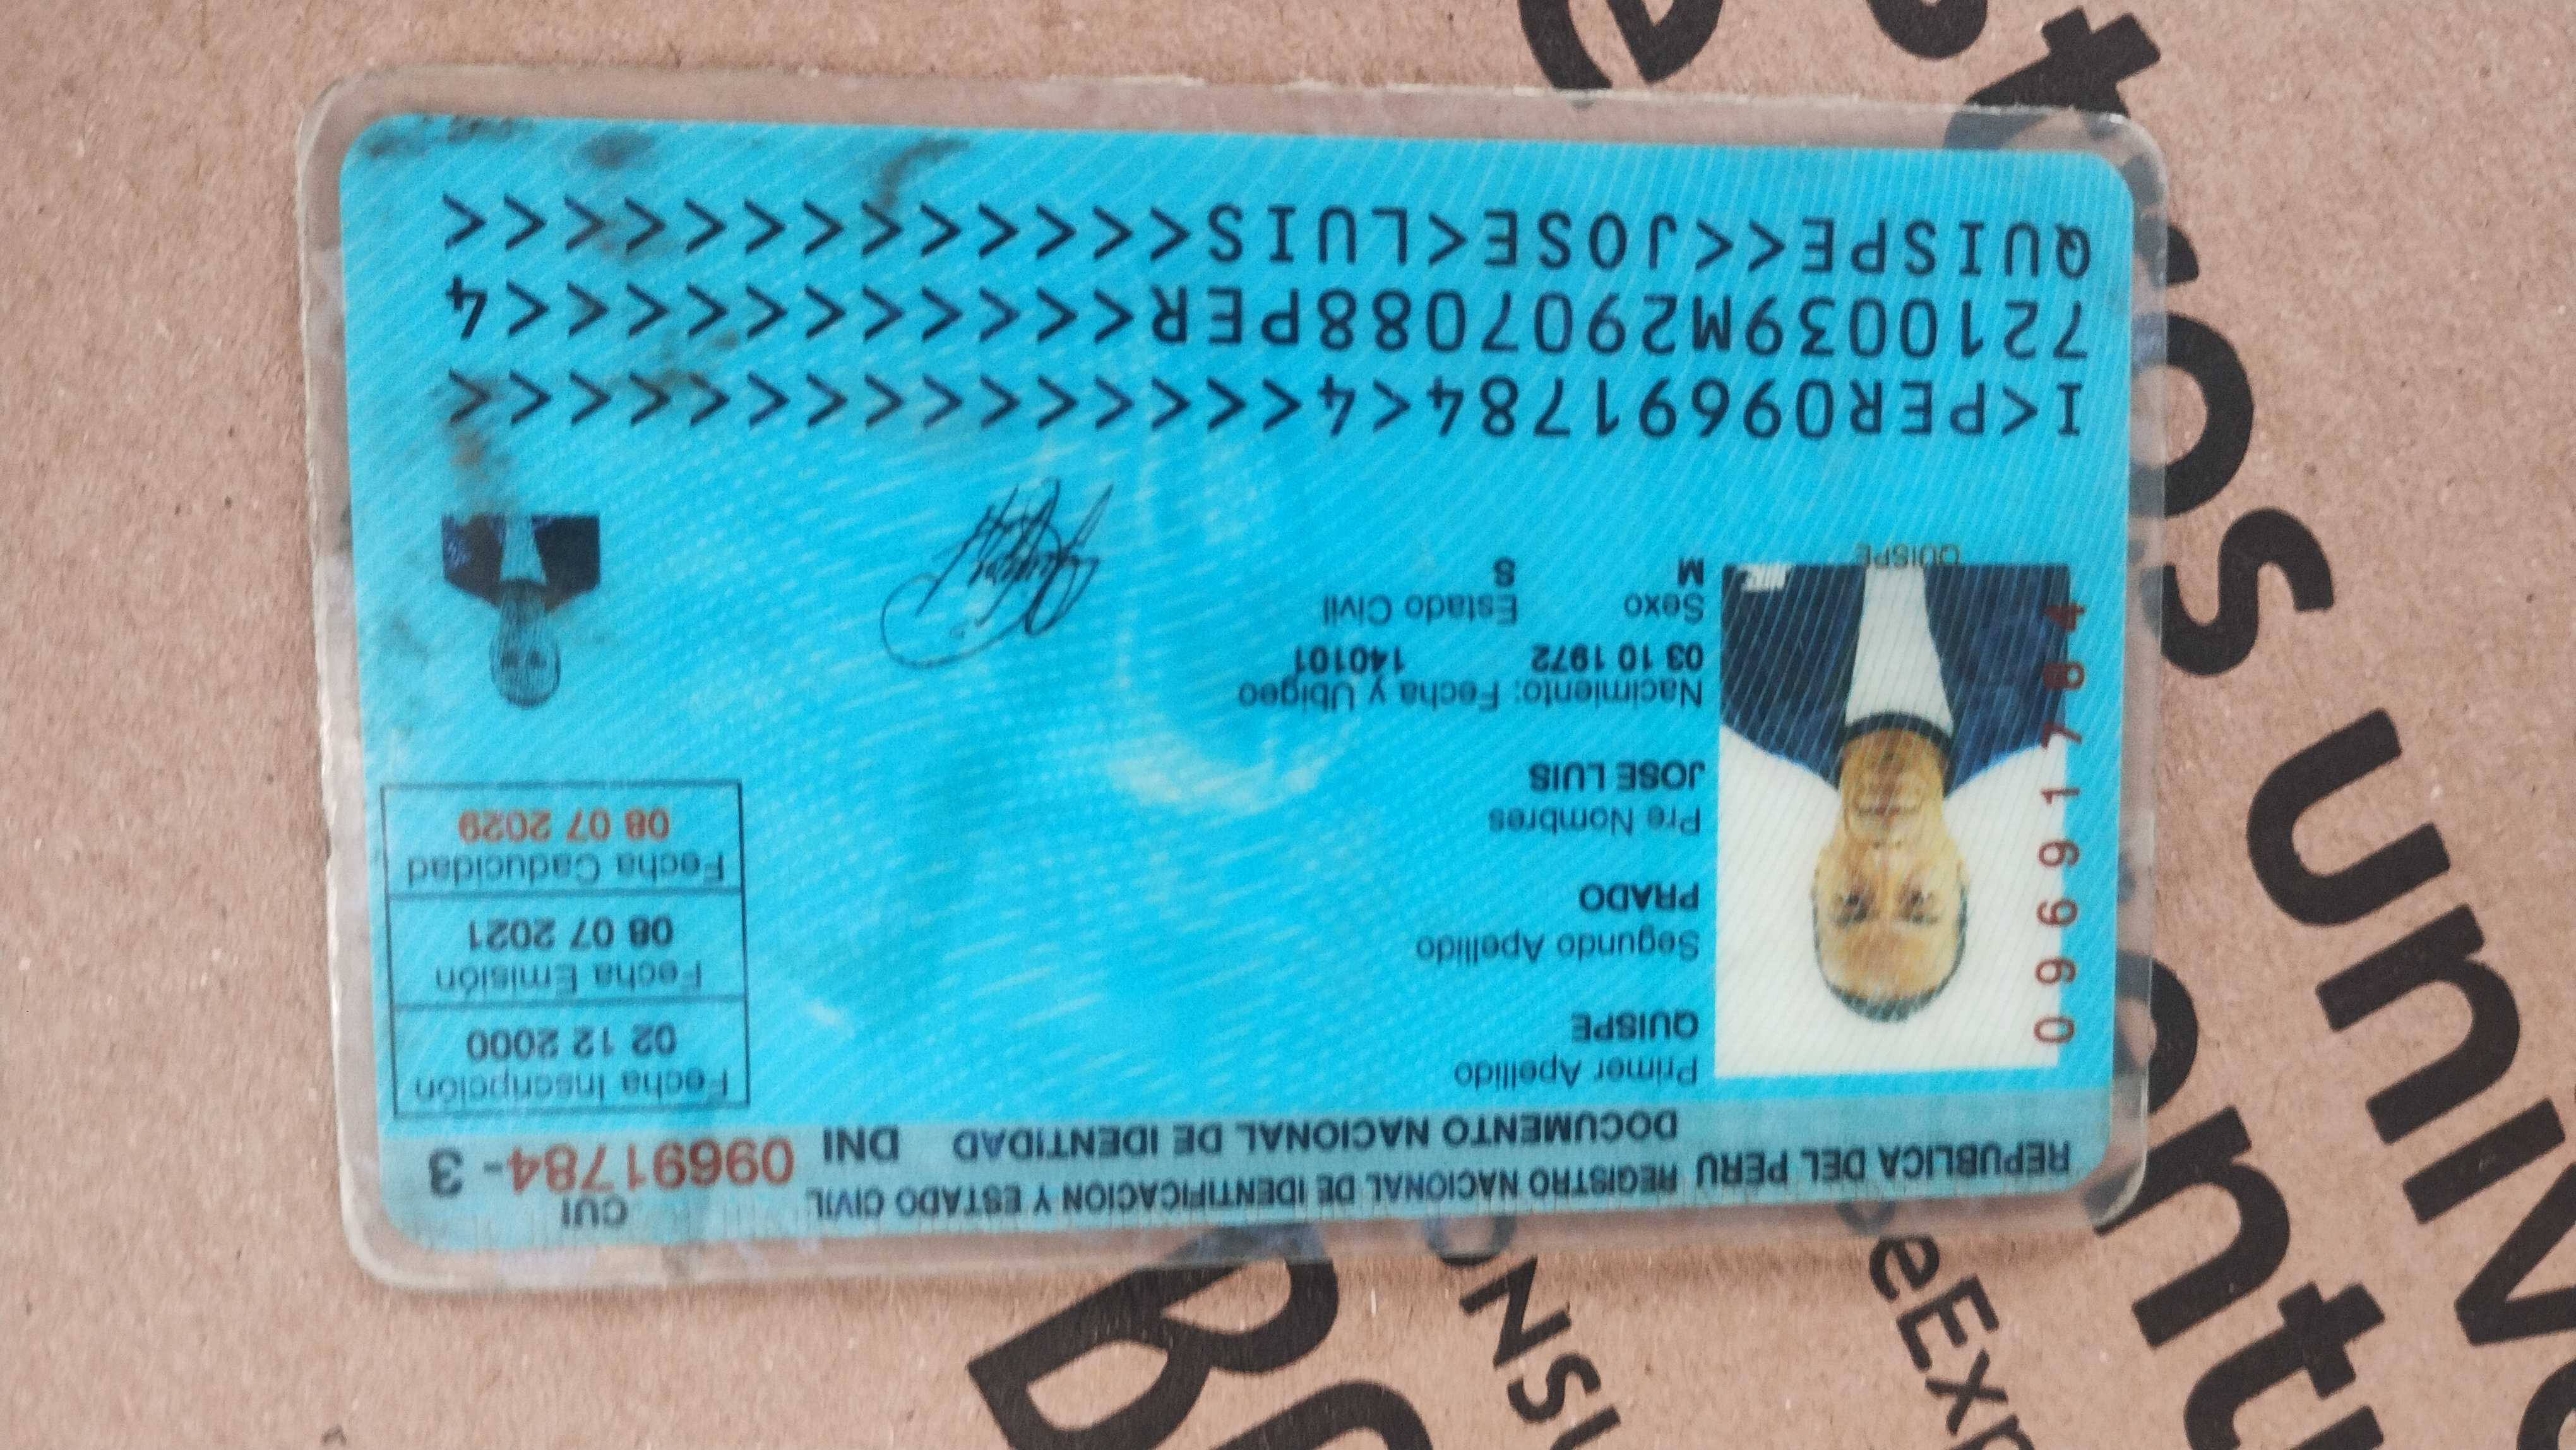 REPUBLICA DEL PERU REGISTRO NACIONAL DE IDENTIFICACION Y ESTADO CIVIL
DOCUMENTO NACIONAL DE IDENTIDAD DNI
CUI
09691784-3
Primer Apellido
QUISPE
Segundo Apellido
PRADO
Pre Nombres
JOSE LUIS
Nacimiento: Fecha y Ubigeo
03 10 1972 140101
Sexo Estado Civil
M S
Fecha Inscripción
02 12 2000
Fecha Emisión
08 07 2021
Fecha Caducidad
08 07 2029
09691784
QUISPE
I<PER09691784<4<<<<<<<<<<<<<<<
7210039M2907088PER<<<<<<<<<<<<4
QUISPE<<JOSE<LUIS<<<<<<<<<<<<<